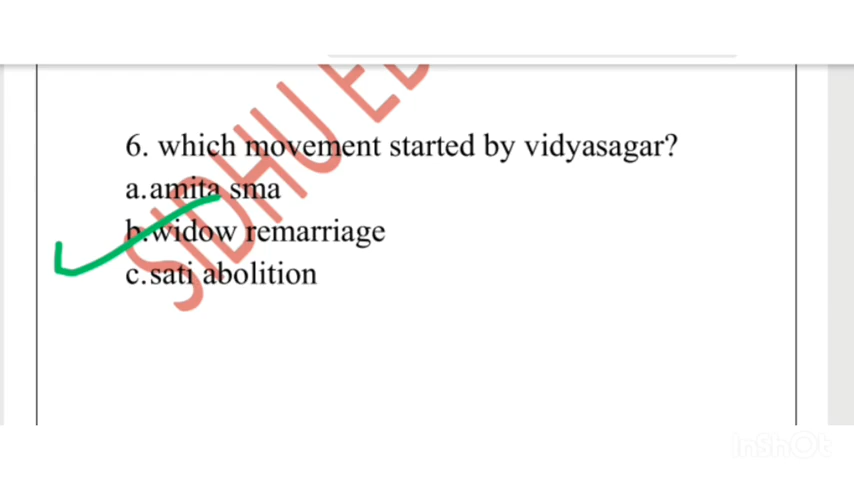 SIDHU ED
6. which movement started by vidyasagar?
a.amita sma
b.widow remarriage
c.sati abolition
InShOt